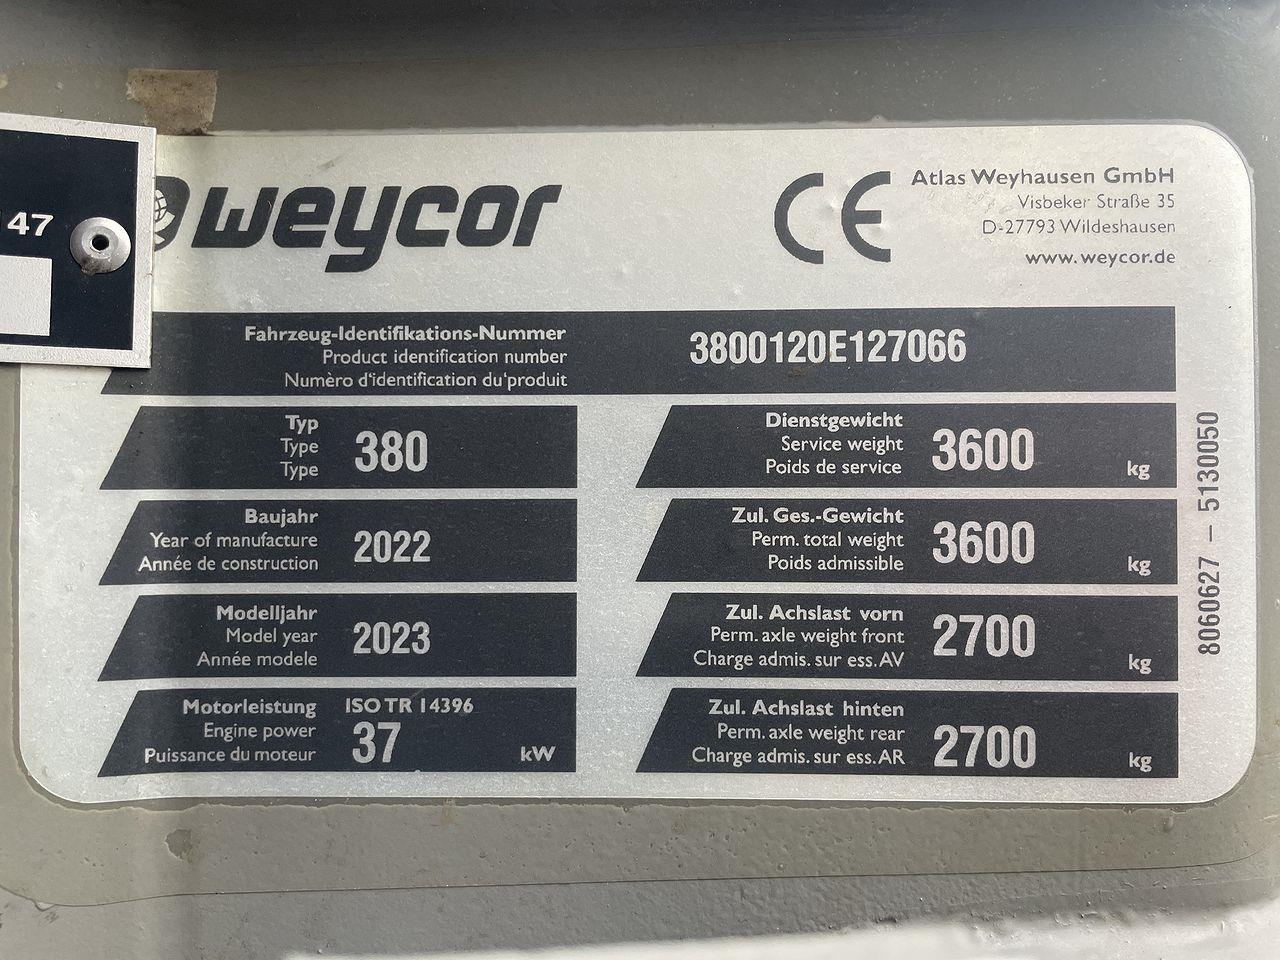 47
weycor
CE
Atlas Weyhausen GmbH
Visbeker Straße 35
D-27793 Wildeshausen
www.weycor.de
Fahrzeug-Identifikations-Nummer
Product identification number
Numèro d'identification du'produit
3800120E127066
Typ
Type
Type
380
Dienstgewicht
Service weight
Poids de service
3600
kg
Baujahr
Year of manufacture
Année de construction
2022
Zul. Ges.-Gewicht
Perm. total weight
Poids admissible
3600
kg
Modelljahr
Model year
Année modele
2023
Zul. Achslast vorn
Perm. axle weight front
Charge admis. sur ess. AV
2700
kg
Motorleistung
Engine power
Puissance du moteur
ISO TR 14396
37
kW
Zul. Achslast hinten
Perm. axle weight rear
Charge admis. sur ess. AR
2700
kg
8060627 – 5130050